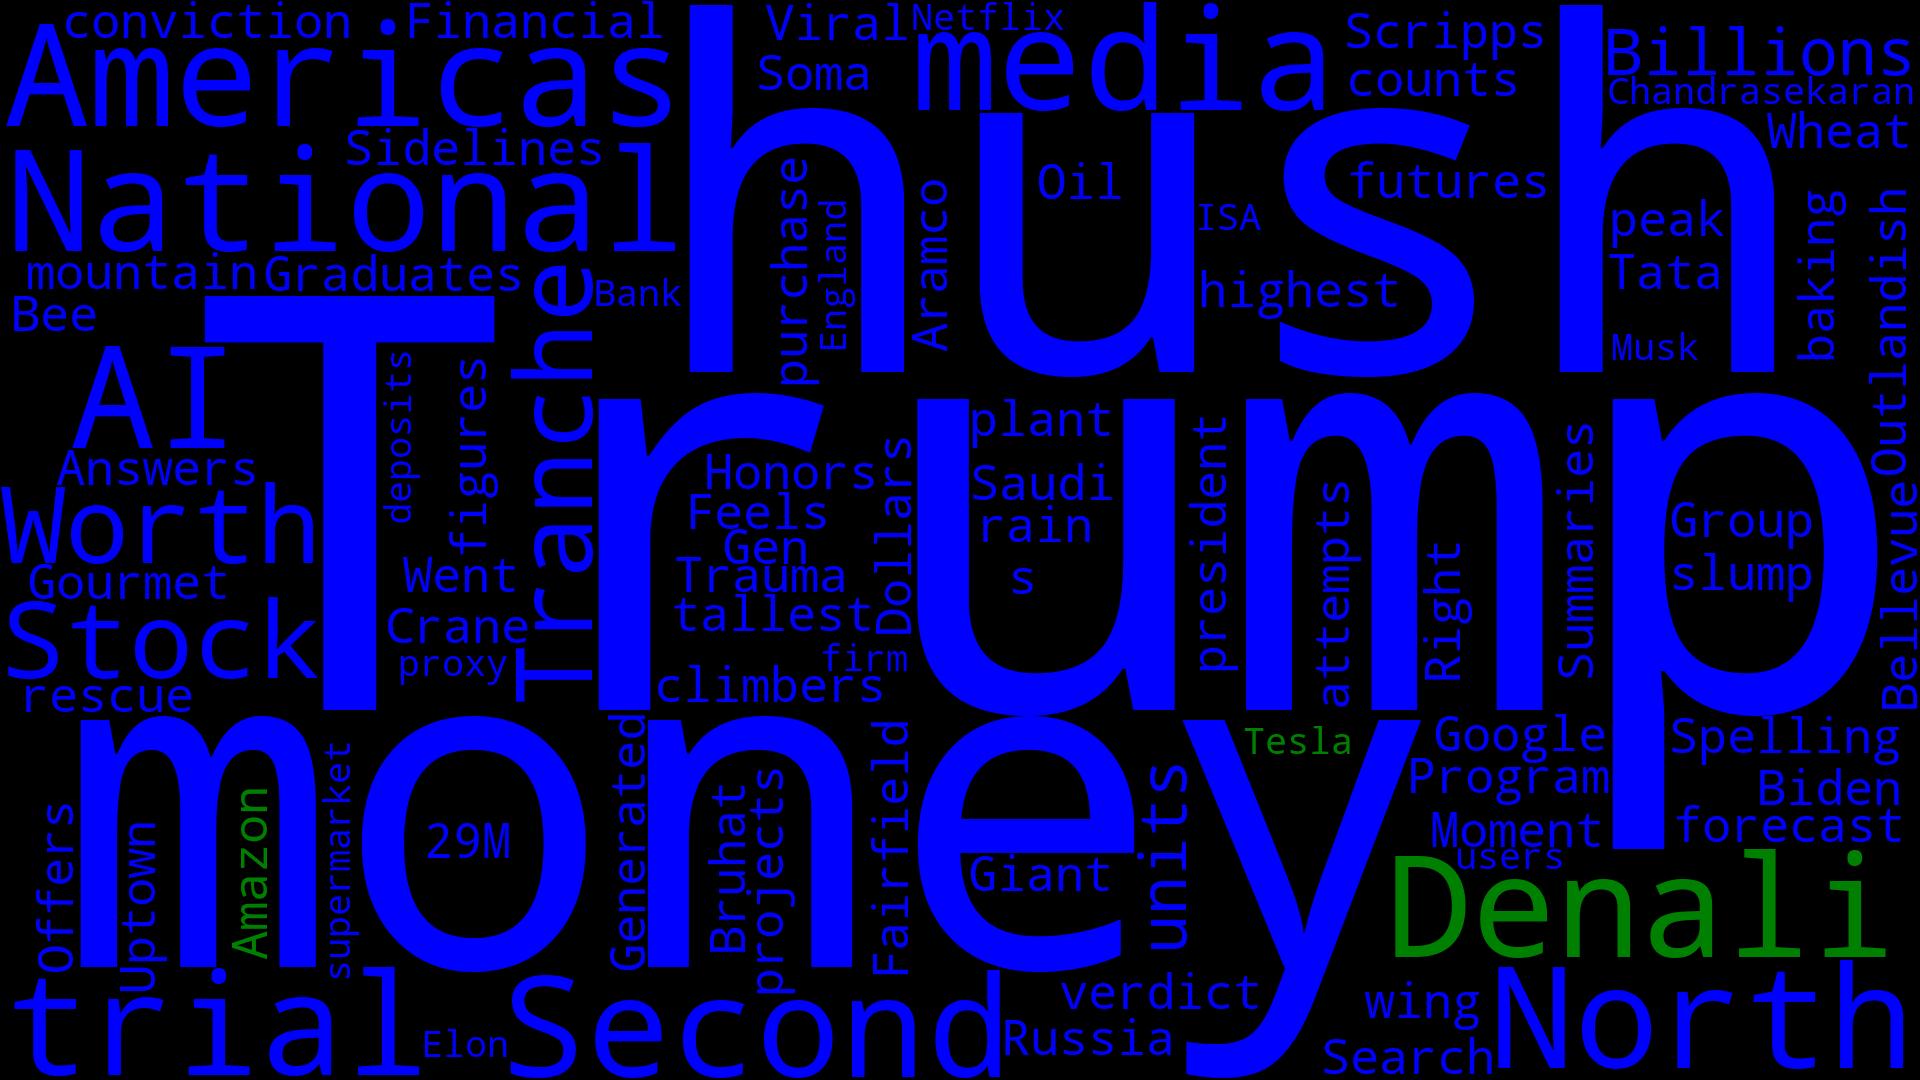 conviction
Financial
Viral
Netflix
Scripps
Billions
Americas
hush
Soma
media
counts
Chandrasekaran
Wheat
National
Sidelines
Oil
futures
purchase
England
Aramco
ISA
peak
baking
Outlandish
mountain
Graduates
Bank
highest
Tata
Bee
Trump
Tranche
Musk
AI
deposits
figures
plant
president
Summaries
Answers
Honors
Dollars
Saudi
Worth
Feels
rain
attempts
Right
Group
Bellevue
Gen
Gourmet
Went
Trauma
s
slump
Stock
Crane
tallest
proxy
firm
rescue
climbers
money
Generated
Fairfield
units
Tesla
Google
Spelling
Program
Biden
Offers
Uptown
Amazon
supermarket
29M
Bruhat
projects
Giant
Moment
forecast
users
Denali
trial
Elon
Second
verdict
Russia
wing
Search
North